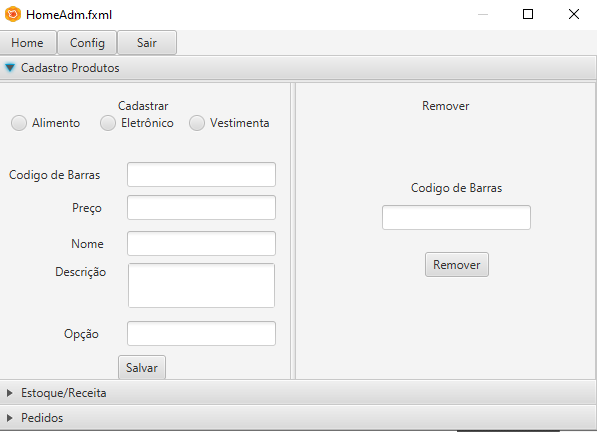 HomeAdm.fxml
Home Config Sair
Cadastro Produtos
Cadastrar
Alimento Eletrônico Vestimenta
Codigo de Barras
Preço
Nome
Descrição
Opção
Salvar
Remover
Codigo de Barras
Remover
Estoque/Receita
Pedidos